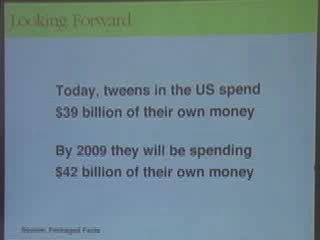 Looking Forward
Today, tweens in the US spend
$39 billion of their own money
By 2009 they will be spending
$42 billion of their own money
Source: Packaged Facts